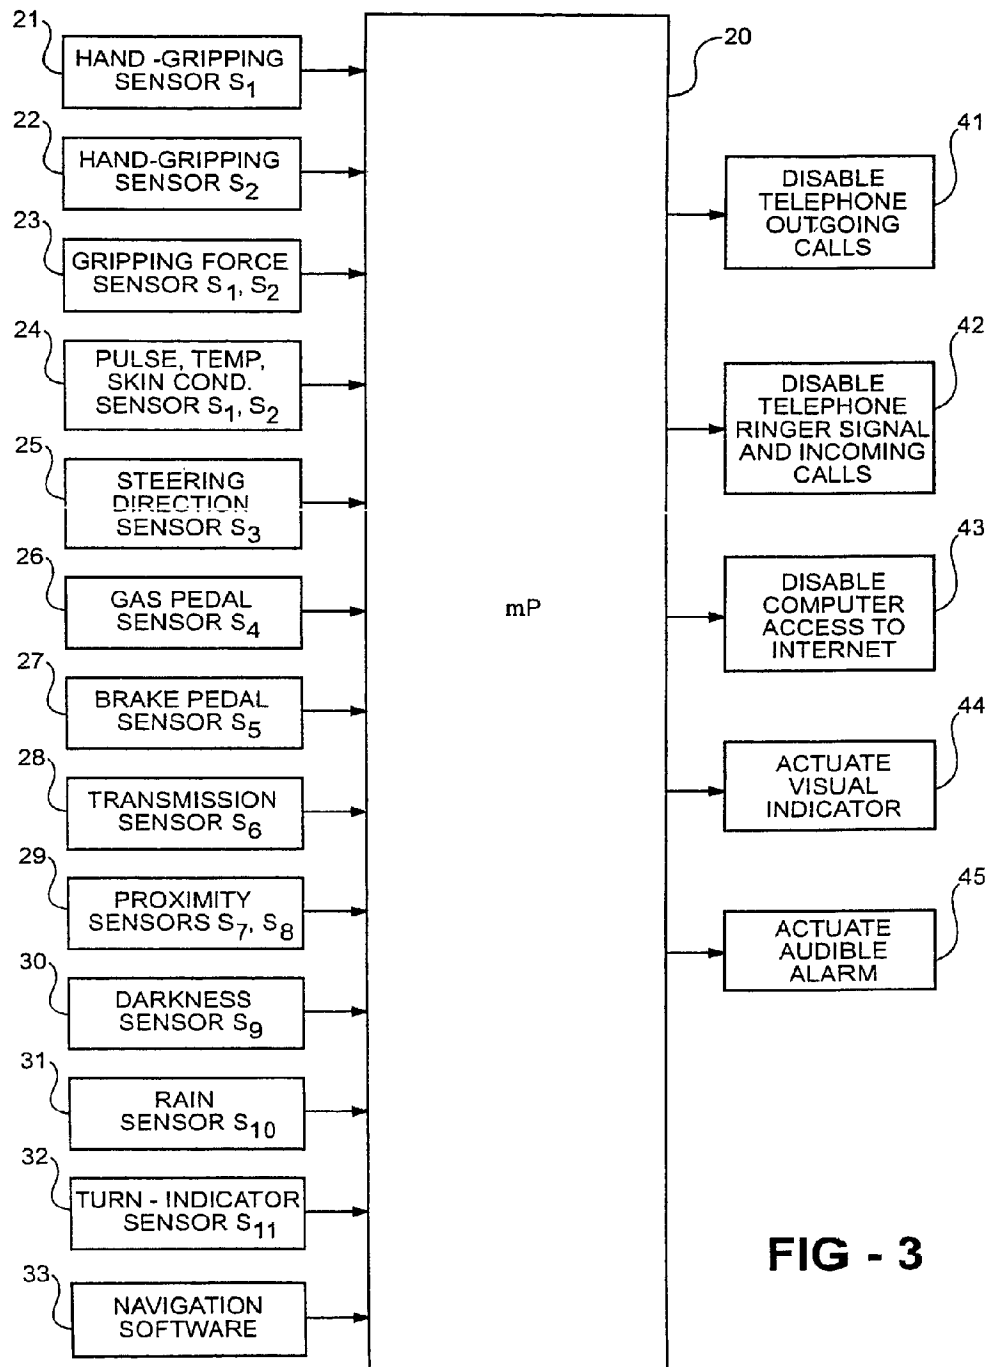 21
HAND -GRIPPING
SENSOR S1
22
HAND-GRIPPING
SENSOR S2
23
GRIPPING FORCE
SENSOR S1, S2
24
PULSE, TEMP,
SKIN COND.
SENSOR S1, S2
25
STEERING
DIRECTION
SENSOR S3
26
GAS PEDAL
SENSOR S4
27
BRAKE PEDAL
SENSOR S5
28
TRANSMISSION
SENSOR S6
29
PROXIMITY
SENSORS S7, S8
30
DARKNESS
SENSOR S9
31
RAIN
SENSOR S10
32
TURN - INDICATOR
SENSOR S11
33
NAVIGATION
SOFTWARE
mP
20
41
DISABLE
TELEPHONE
OUTGOING
CALLS
42
DISABLE
TELEPHONE
RINGER SIGNAL
AND INCOMING
CALLS
43
DISABLE
COMPUTER
ACCESS TO
INTERNET
44
ACTUATE
VISUAL
INDICATOR
45
ACTUATE
AUDIBLE
ALARM
FIG - 3